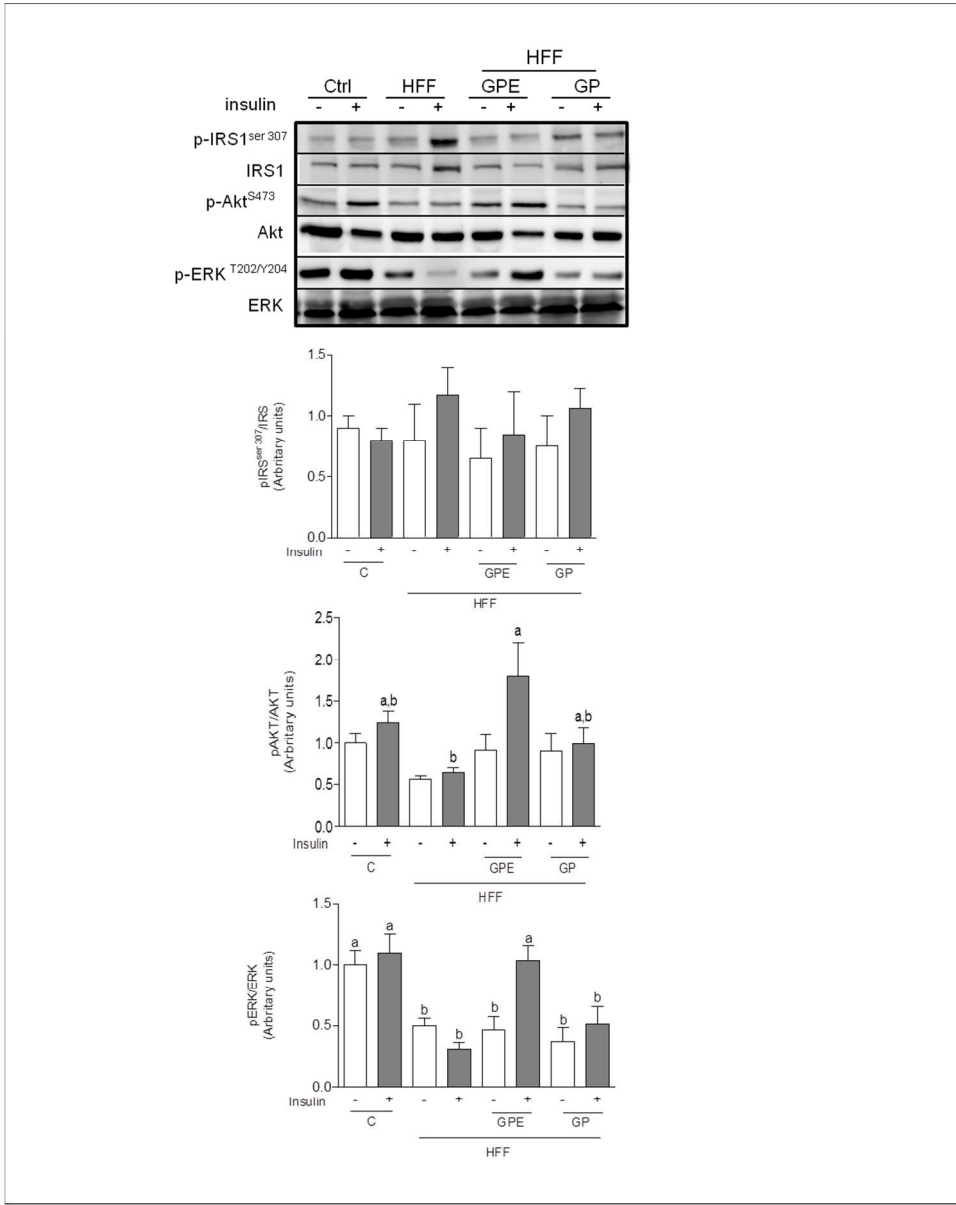 HFF
Ctrl HFF GPE GP
insulin - + - + - + - +
p-IRS1ser 307
IRS1
p-AktS473
Akt
p-ERK T202/Y204
ERK
1.5
1.0
0.5
0.0
pIRSser 307/IRS
(Arbritary units)
Insulin - + - + - + - +
C GPE GP
HFF
2.5
2.0
1.5
1.0
0.5
0.0
pAKT/AKT
(Arbritary units)
a,b b a a,b
Insulin - + - + - + - +
C GPE GP
HFF
1.5
1.0
0.5
0.0
pERK/ERK
(Arbritary units)
a a b b b a b b
Insulin - + - + - + - +
C GPE GP
HFF